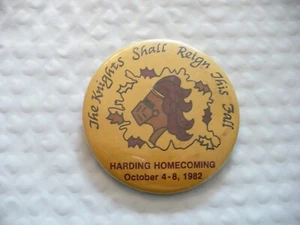 The Knights Shall Reign This Fall
HARDING HOMECOMING
October 4-8, 1982